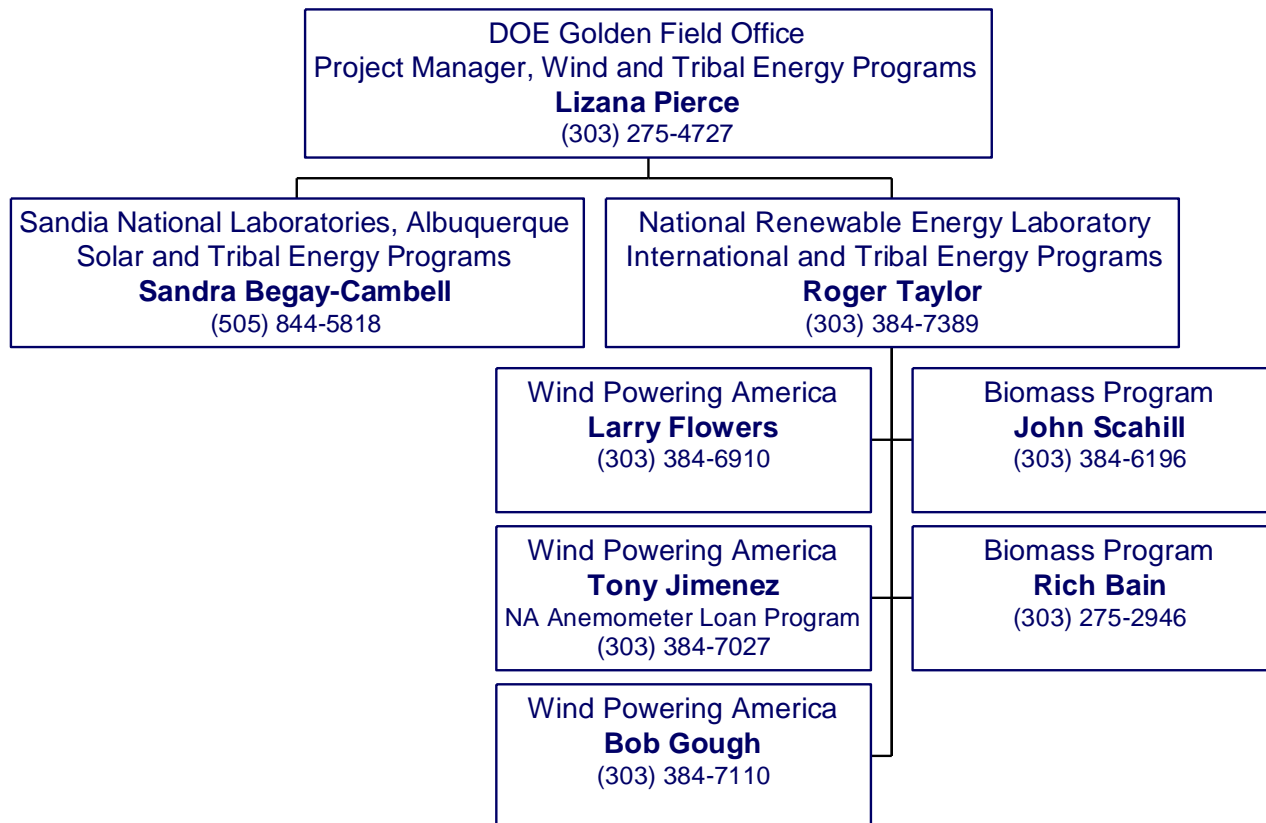 DOE Golden Field Office
Project Manager, Wind and Tribal Energy Programs
Lizana Pierce
(303) 275-4727
Sandia National Laboratories, Albuquerque
Solar and Tribal Energy Programs
Sandra Begay-Cambell
(505) 844-5818
National Renewable Energy Laboratory
International and Tribal Energy Programs
Roger Taylor
(303) 384-7389
Wind Powering America
Larry Flowers
(303) 384-6910
Biomass Program
John Scahill
(303) 384-6196
Wind Powering America
Tony Jimenez
NA Anemometer Loan Program
(303) 384-7027
Biomass Program
Rich Bain
(303) 275-2946
Wind Powering America
Bob Gough
(303) 384-7110